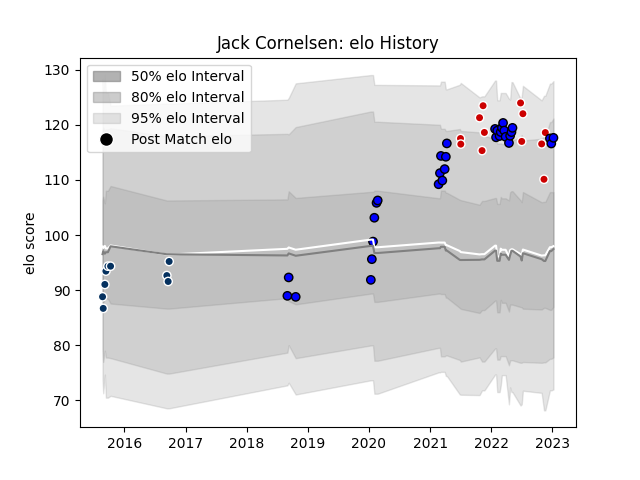 Jack Cornelsen: elo History
50% elo Interval
80% elo Interval
95% elo Interval
Post Match elo
elo score
130
120
110
100
90
80
70
2016
2017
2018
2019
2020
2021
2022
2023